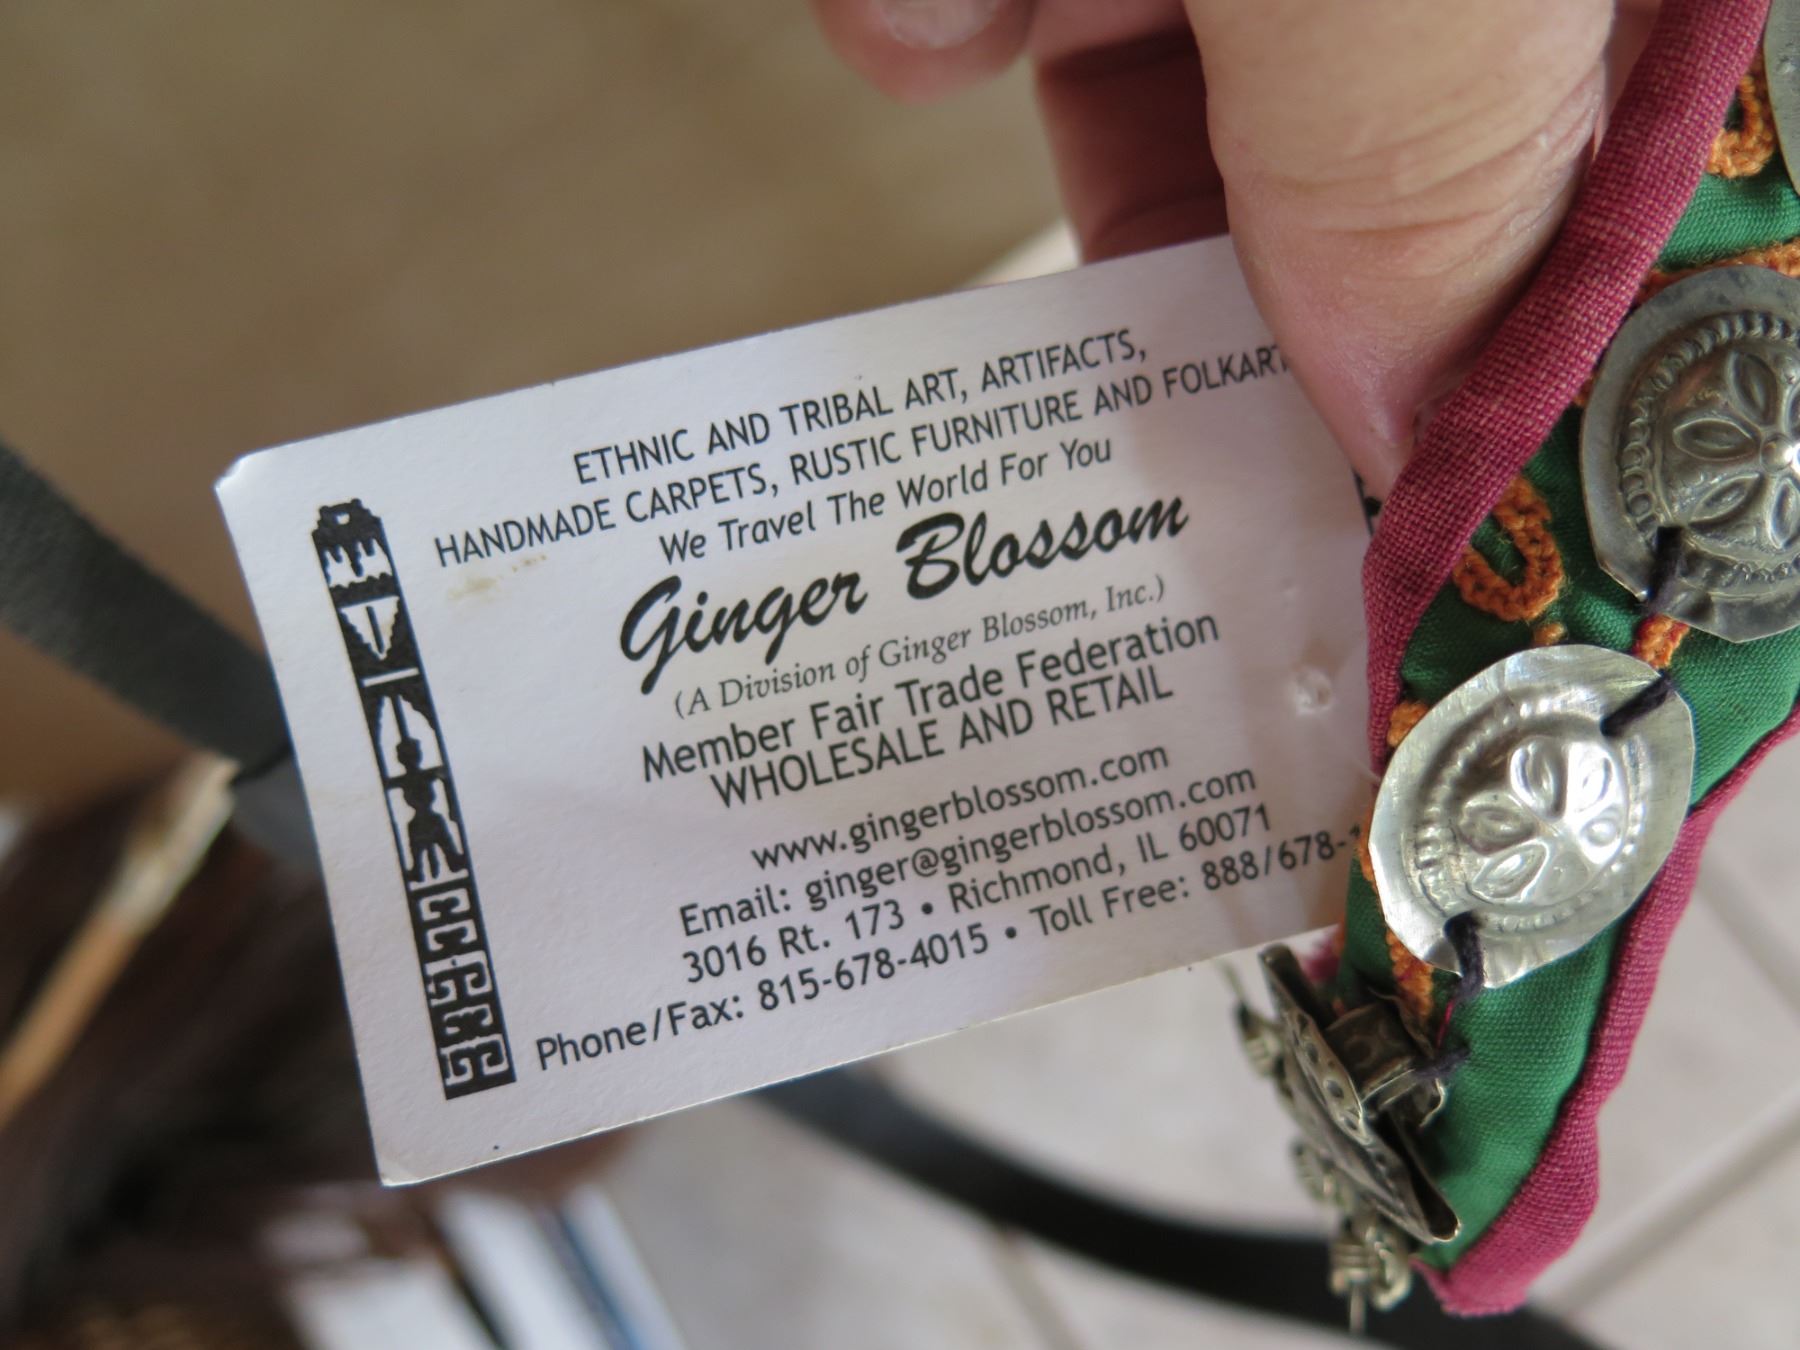 ETHNIC AND TRIBAL ART, ARTIFACTS,
HANDMADE CARPETS, RUSTIC FURNITURE AND FOLKART
We Travel The World For You
Ginger Blossom
(A Division of Ginger Blossom, Inc.)
Member Fair Trade Federation
WHOLESALE AND RETAIL
www.gingerblossom.com
Email: ginger@gingerblossom.com
3016 Rt. 173 • Richmond, IL 60071
Phone/Fax: 815-678-4015 • Toll Free: 888/678-